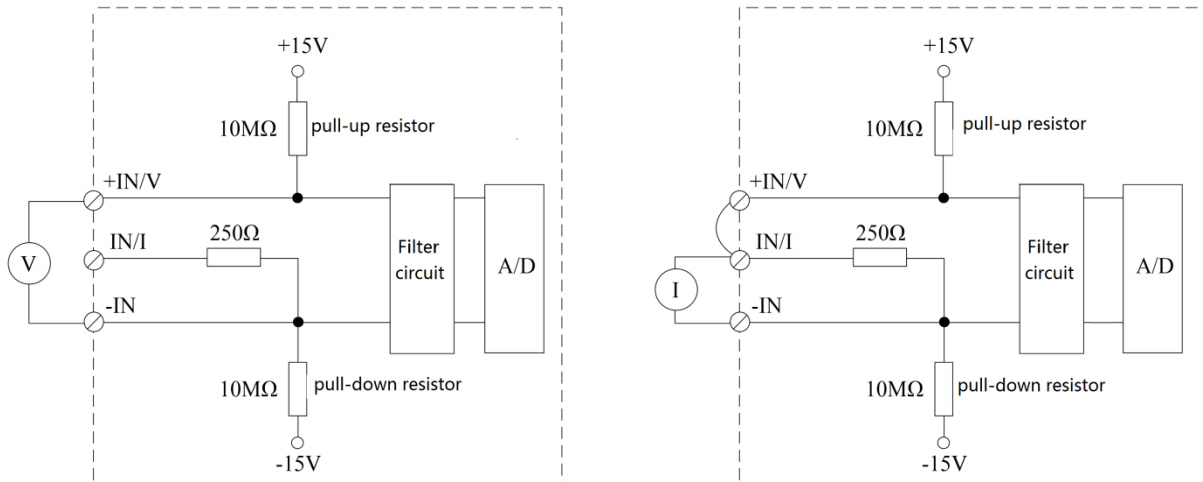 +15V
10MΩ
pull-up resistor
+IN/V
IN/I
250Ω
V
-IN
Filter
circuit
A/D
10MΩ
pull-down resistor
-15V
+15V
10MΩ
pull-up resistor
+IN/V
IN/I
250Ω
I
-IN
Filter
circuit
A/D
10MΩ
pull-down resistor
-15V